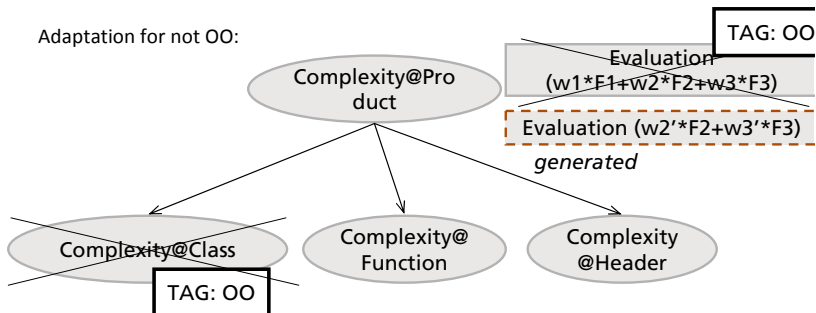 Adaptation for not OO:
TAG: OO
Evaluation
(w1*F1+w2*F2+w3*F3)
Complexity@Pro
duct
Evaluation (w2’*F2+w3’*F3)
generated
Complexity@Class
Complexity@
Function
Complexity
@Header
TAG: OO